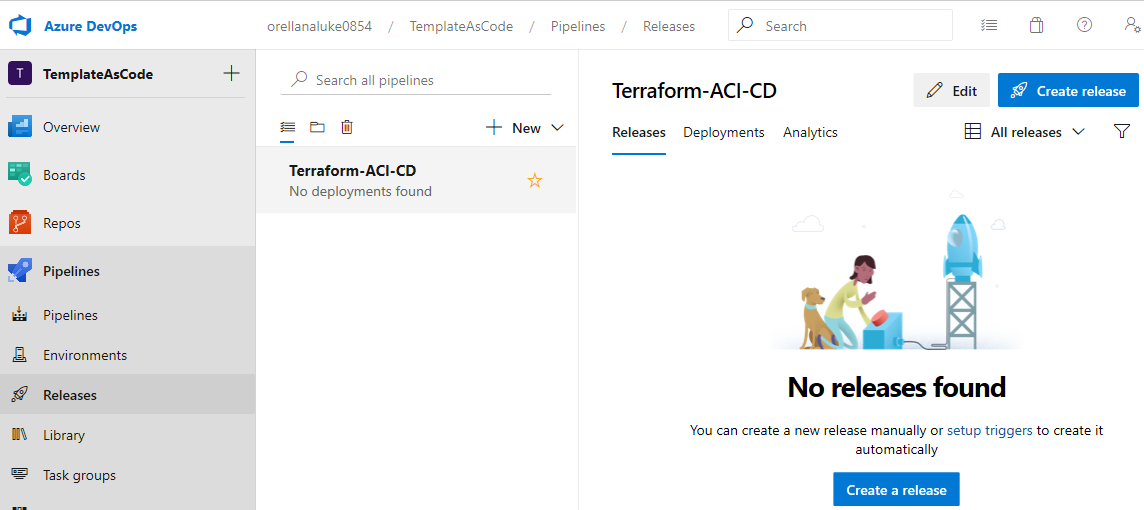 Azure DevOps
orellanaluke0854 / TemplateAsCode / Pipelines / Releases
Search
T TemplateAsCode
Overview
Boards
Repos
Pipelines
Pipelines
Environments
Releases
Library
Task groups
Search all pipelines
New
Terraform-ACI-CD
No deployments found
Terraform-ACI-CD
Edit
Create release
Releases Deployments Analytics
All releases
No releases found
You can create a new release manually or setup triggers to create it
automatically
Create a release